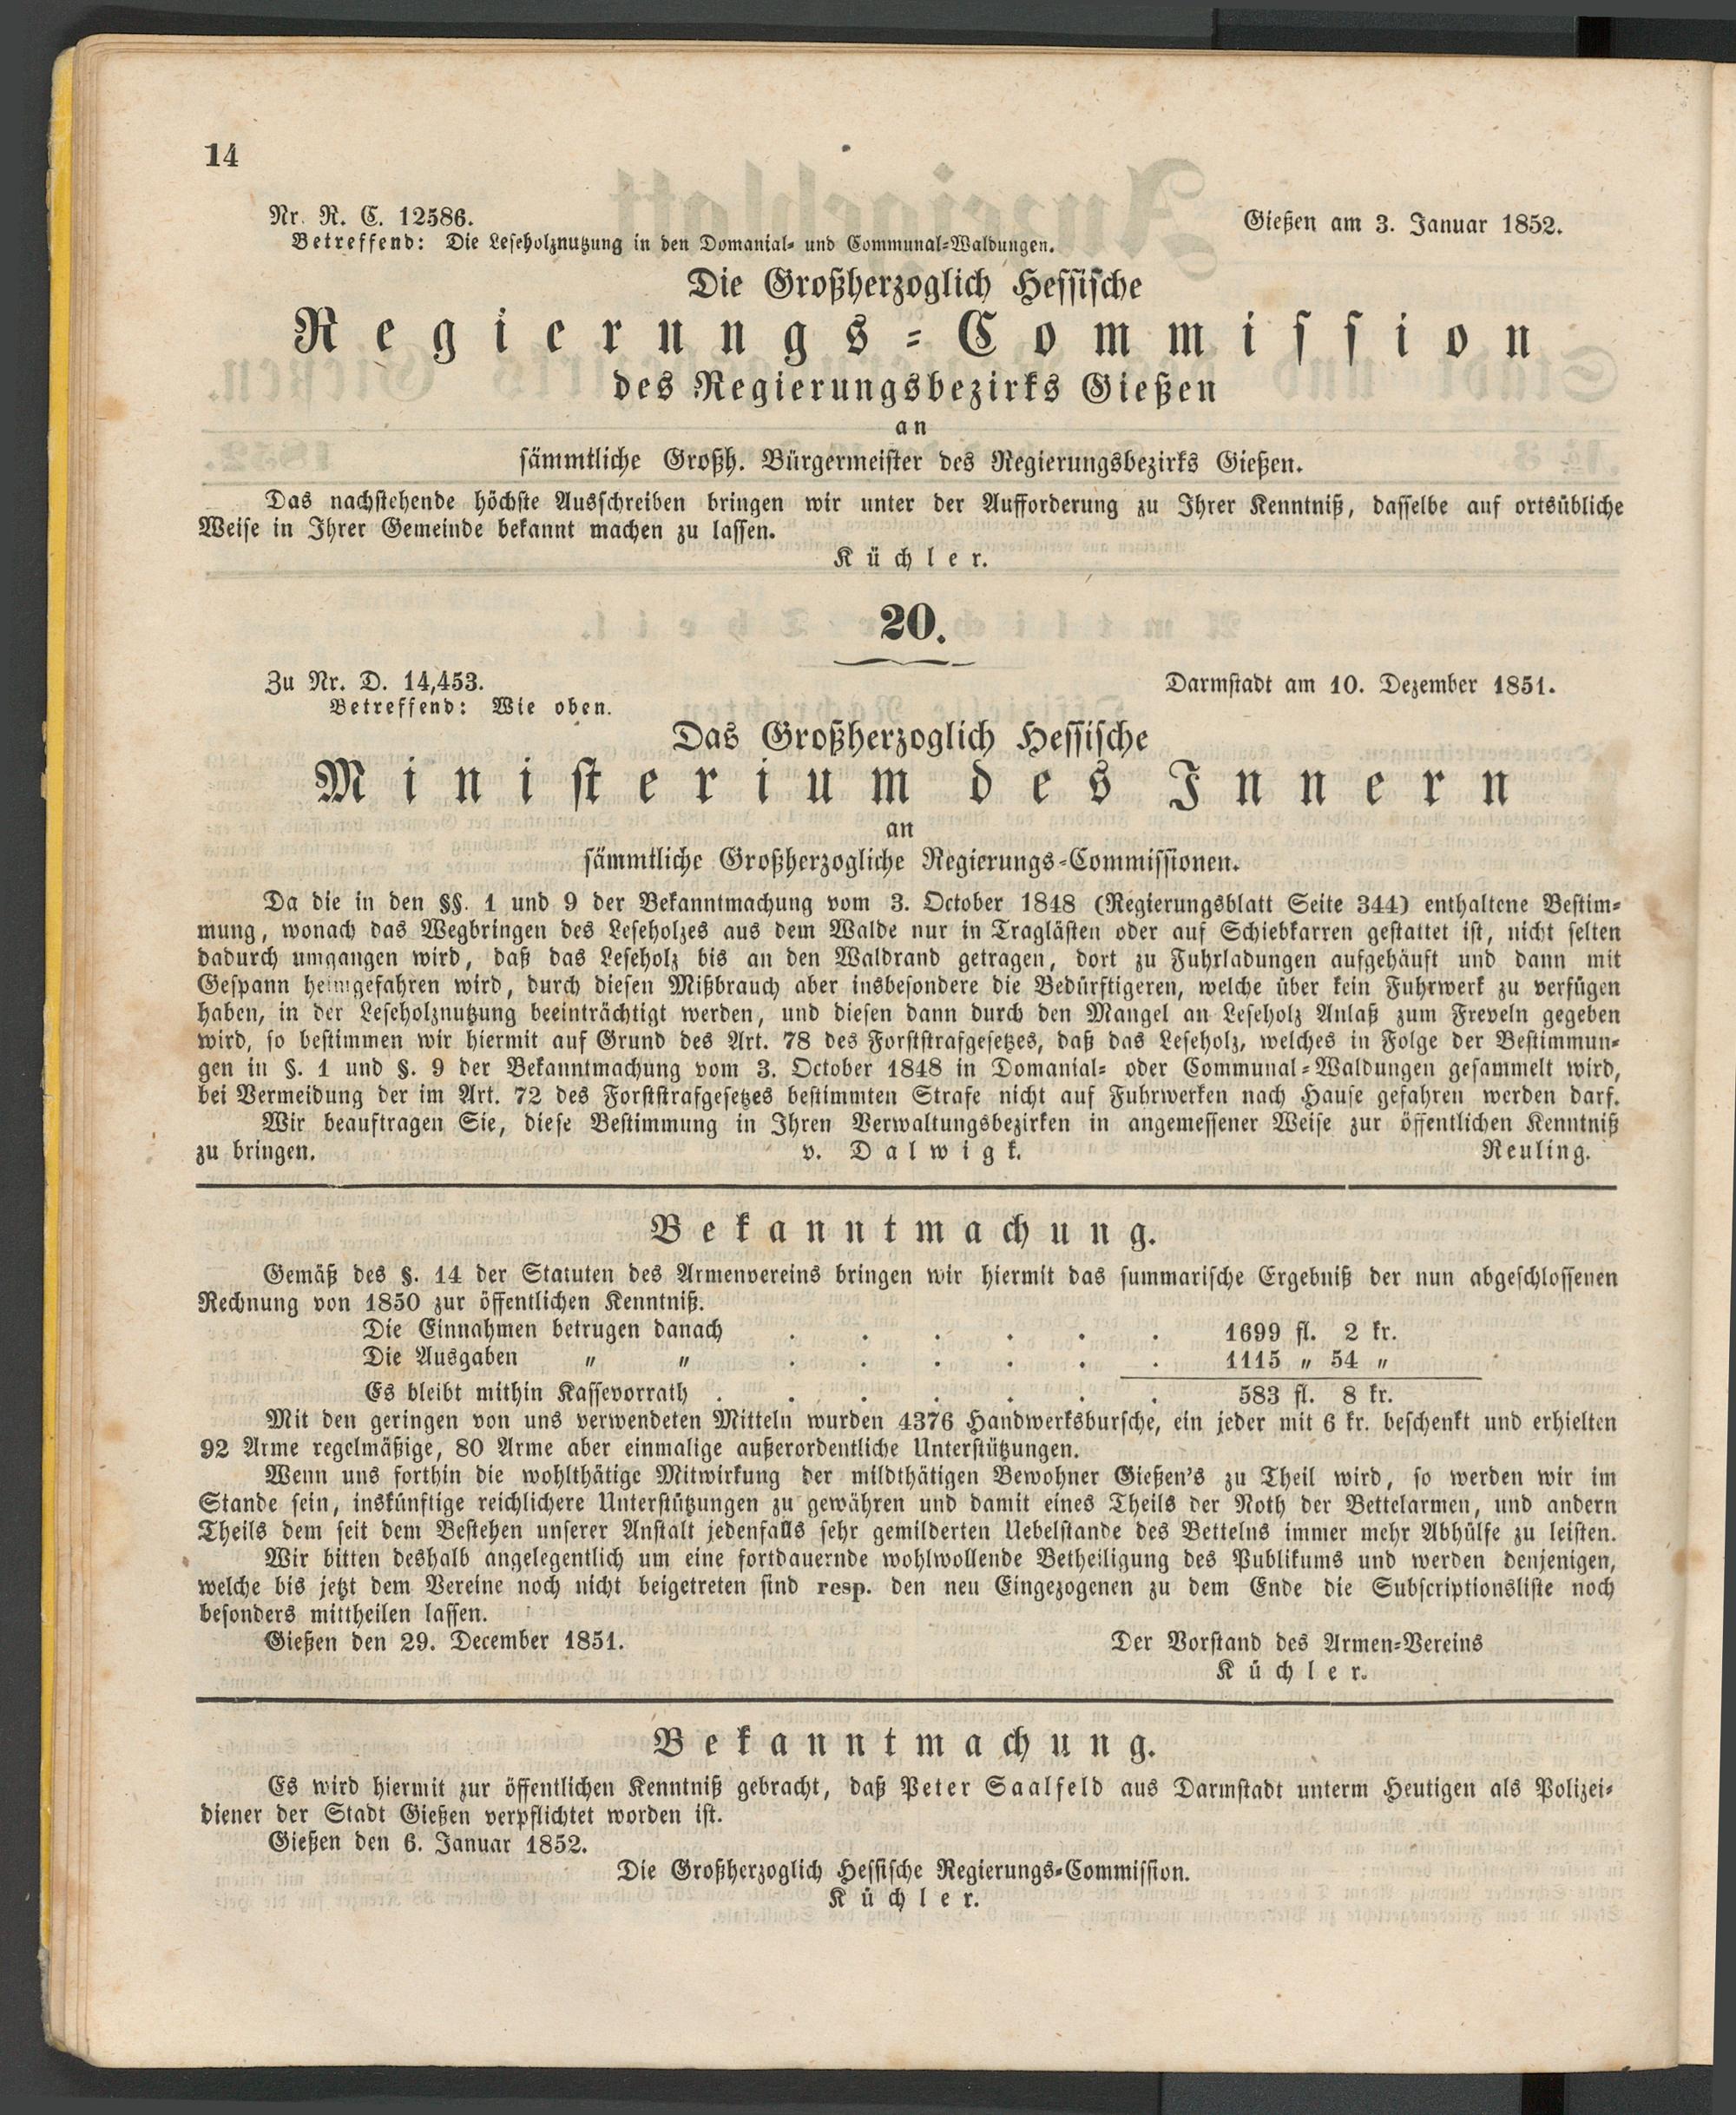 14
Nr. R. C. 12586.
Gießen am 3. Januar 1852.
Betreffend: Die Leseholznutzung in den Domanial- und Communal-Waldungen.
Die Großherzoglich Hessische
Regierungs-Commission
des Regierungsbezirks Gießen
an
sämmtliche Großh. Bürgermeister des Regierungsbezirks Gießen.
Das nachstehende höchste Ausschreiben bringen wir unter der Aufforderung zu Ihrer Kenntniß, dasselbe auf ortsübliche
Weise in Ihrer Gemeinde bekannt machen zu lassen.
Küchler.
20.
Zu Nr. D. 14,453.
Darmstadt am 10. Dezember 1851.
Betreffend: Wie oben.
Das Großherzoglich Hessische
Ministerium des Innern
an
sämmtliche Großherzogliche Regierungs-Commissionen.
Da die in den §§. 1 und 9 der Bekanntmachung vom 3. October 1848 (Regierungsblatt Seite 344) enthaltene Bestim-
mung, wonach das Wegbringen des Leseholzes aus dem Walde nur in Traglästen oder auf Schiebkarren gestattet ist, nicht selten
dadurch umgangen wird, daß das Leseholz bis an den Waldrand getragen, dort zu Fuhrladungen aufgehäuft und dann mit
Gespann heimgefahren wird, durch diesen Mißbrauch aber insbesondere die Bedürftigeren, welche über kein Fuhrwerk zu verfügen
haben, in der Leseholznutzung beeinträchtigt werden, und diesen dann durch den Mangel an Leseholz Anlaß zum Freveln gegeben
wird, so bestimmen wir hiermit auf Grund des Art. 78 des Forststrafgesetzes, daß das Leseholz, welches in Folge der Bestimmun-
gen in §. 1 und §. 9 der Bekanntmachung vom 3. October 1848 in Domanial- oder Communal-Waldungen gesammelt wird,
bei Vermeidung der im Art. 72 des Forststrafgesetzes bestimmten Strafe nicht auf Fuhrwerken nach Hause gefahren werden darf.
Wir beauftragen Sie, diese Bestimmung in Ihren Verwaltungsbezirken in angemessener Weise zur öffentlichen Kenntniß
zu bringen. v. Dalwigk. Reuling.
Bekanntmachung.
Gemäß des §. 14 der Statuten des Armenvereins bringen wir hiermit das summarische Ergebniß der nun abgeschlossenen
Rechnung von 1850 zur öffentlichen Kenntniß.
Die Einnahmen betrugen danach . . . . . . 1699 fl. 2 kr.
Die Ausgaben " " . . . . . . 1115 " 54 "
Es bleibt mithin Kassevorrath . . . . . . . 583 fl. 8 kr.
Mit den geringen von uns verwendeten Mitteln wurden 4376 Handwerksbursche, ein jeder mit 6 kr. beschenkt und erhielten
92 Arme regelmäßige, 80 Arme aber einmalige außerordentliche Unterstützungen.
Wenn uns forthin die wohlthätige Mitwirkung der mildthätigen Bewohner Gießen's zu Theil wird, so werden wir im
Stande sein, inskünftige reichlichere Unterstützungen zu gewähren und damit eines Theils der Noth der Bettelarmen, und andern
Theils dem seit dem Bestehen unserer Anstalt jedenfalls sehr gemilderten Uebelstande des Bettelns immer mehr Abhülfe zu leisten.
Wir bitten deshalb angelegentlich um eine fortdauernde wohlwollende Betheiligung des Publikums und werden denjenigen,
welche bis jetzt dem Vereine noch nicht beigetreten sind resp. den neu Eingezogenen zu dem Ende die Subscriptionsliste noch
besonders mittheilen lassen.
Gießen den 29. December 1851. Der Vorstand des Armen-Vereins
Küchler.
Bekanntmachung.
Es wird hiermit zur öffentlichen Kenntniß gebracht, daß Peter Saalfeld aus Darmstadt unterm Heutigen als Polizei-
diener der Stadt Gießen verpflichtet worden ist.
Gießen den 6. Januar 1852.
Die Großherzoglich Hessische Regierungs-Commission.
Küchler.